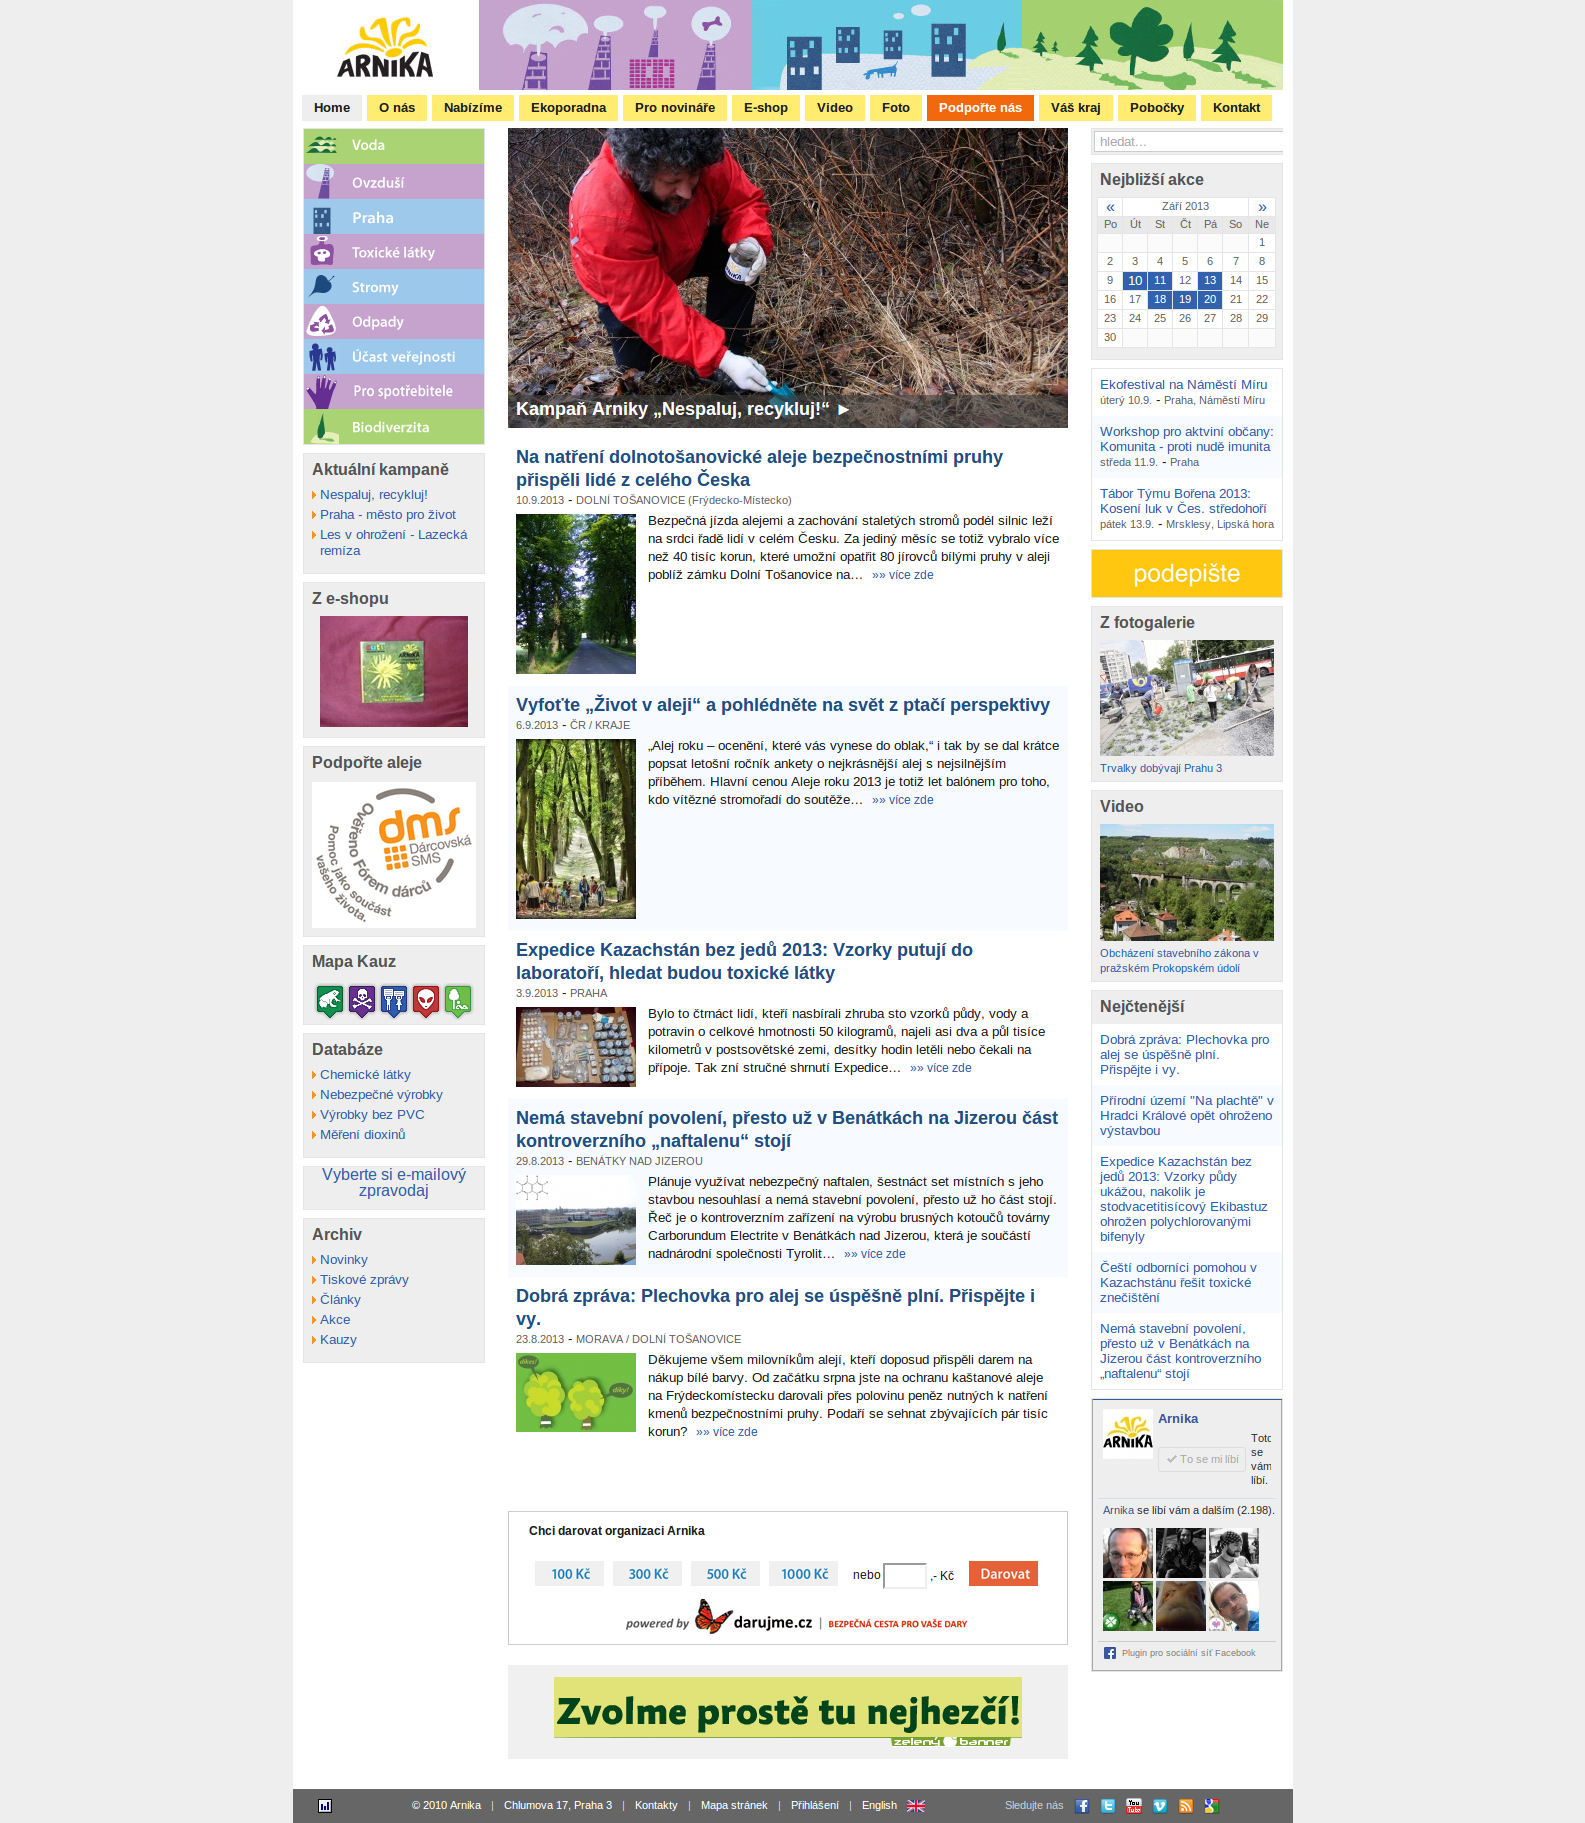 ARNIKA
Home
O nás
Nabízíme
Ekoporadna
Pro novináře
E-shop
Video
Foto
Podpořte nás
Váš kraj
Pobočky
Kontakt
Voda
Ovzduší
Praha
Toxické látky
Stromy
Odpady
Účast veřejnosti
Pro spotřebitele
Biodiverzita
Aktuální kampaně
Nespaluj, recykluj!
Praha - město pro život
Les v ohrožení - Lazecká
remíza
Z e-shopu
ARNIKA
Podpořte aleje
dms
Dárcovská
SMS
Ověřeno Fórem dárců
Pomoc jako součást
vašeho života.
Mapa Kauz
Databáze
Chemické látky
Nebezpečné výrobky
Výrobky bez PVC
Měření dioxinů
Vyberte si e-mailový
zpravodaj
Archiv
Novinky
Tiskové zprávy
Články
Akce
Kauzy
Kampaň Arniky „Nespaluj, recykluj!“ ►
Na natření dolnotošanovické aleje bezpečnostními pruhy
přispěli lidé z celého Česka
10.9.2013 - DOLNÍ TOŠANOVICE (Frýdecko-Místecko)
Bezpečná jízda alejemi a zachování staletých stromů podél silnic leží
na srdci řadě lidí v celém Česku. Za jediný měsíc se totiž vybralo více
než 40 tisíc korun, které umožní opatřit 80 jírovců bílými pruhy v aleji
poblíž zámku Dolní Tošanovice na… »» více zde
Vyfoťte „Život v aleji“ a pohlédněte na svět z ptačí perspektivy
6.9.2013 - ČR / KRAJE
„Alej roku – ocenění, které vás vynese do oblak,“ i tak by se dal krátce
popsat letošní ročník ankety o nejkrásnější alej s nejsilnějším
příběhem. Hlavní cenou Aleje roku 2013 je totiž let balónem pro toho,
kdo vítězné stromořadí do soutěže… »» více zde
Expedice Kazachstán bez jedů 2013: Vzorky putují do
laboratoří, hledat budou toxické látky
3.9.2013 - PRAHA
Bylo to čtrnáct lidí, kteří nasbírali zhruba sto vzorků půdy, vody a
potravin o celkové hmotnosti 50 kilogramů, najeli asi dva a půl tisíce
kilometrů v postsovětské zemi, desítky hodin letěli nebo čekali na
přípoje. Tak zní stručné shrnutí Expedice… »» více zde
Nemá stavební povolení, přesto už v Benátkách na Jizerou část
kontroverzního „naftalenu“ stojí
29.8.2013 - BENÁTKY NAD JIZEROU
Plánuje využívat nebezpečný naftalen, šestnáct set místních s jeho
stavbou nesouhlasí a nemá stavební povolení, přesto už ho část stojí.
Řeč je o kontroverzním zařízení na výrobu brusných kotoučů továrny
Carborundum Electrite v Benátkách nad Jizerou, která je součástí
nadnárodní společnosti Tyrolit… »» více zde
Dobrá zpráva: Plechovka pro alej se úspěšně plní. Přispějte i
vy.
23.8.2013 - MORAVA / DOLNÍ TOŠANOVICE
díkes!
díky!
Děkujeme všem milovníkům alejí, kteří doposud přispěli darem na
nákup bílé barvy. Od začátku srpna jste na ochranu kaštanové aleje
na Frýdeckomístecku darovali přes polovinu peněz nutných k natření
kmenů bezpečnostními pruhy. Podaří se sehnat zbývajících pár tisíc
korun? »» více zde
Chci darovat organizaci Arnika
100 Kč
300 Kč
500 Kč
1000 Kč
nebo ,- Kč
Darovat
powered by darujme.cz | BEZPEČNÁ CESTA PRO VAŠE DARY
Zvolme prostě tu nejhezčí!
zelený banner
hledat...
Nejbližší akce
« Září 2013 »
Po Út St Čt Pá So Ne
1
2 3 4 5 6 7 8
9 10 11 12 13 14 15
16 17 18 19 20 21 22
23 24 25 26 27 28 29
30
Ekofestival na Náměstí Míru
úterý 10.9. - Praha, Náměstí Míru
Workshop pro aktviní občany:
Komunita - proti nudě imunita
středa 11.9. - Praha
Tábor Týmu Bořena 2013:
Kosení luk v Čes. středohoří
pátek 13.9. - Mrsklesy, Lipská hora
podepište
Z fotogalerie
Trvalky dobývají Prahu 3
Video
Obcházení stavebního zákona v
pražském Prokopském údolí
Nejčtenější
Dobrá zpráva: Plechovka pro
alej se úspěšně plní.
Přispějte i vy.
Přírodní území "Na plachtě" v
Hradci Králové opět ohroženo
výstavbou
Expedice Kazachstán bez
jedů 2013: Vzorky půdy
ukážou, nakolik je
stodvacetitisícový Ekibastuz
ohrožen polychlorovanými
bifenyly
Čeští odborníci pomohou v
Kazachstánu řešit toxické
znečištění
Nemá stavební povolení,
přesto už v Benátkách na
Jizerou část kontroverzního
„naftalenu“ stojí
ARNIKA
Arnika
To se mi líbí
Toto
se
vám
líbí.
Arnika se líbí vám a dalším (2.198).
Plugin pro sociální síť Facebook
© 2010 Arnika | Chlumova 17, Praha 3 | Kontakty | Mapa stránek | Přihlášení | English
Sledujte nás
You
Tube